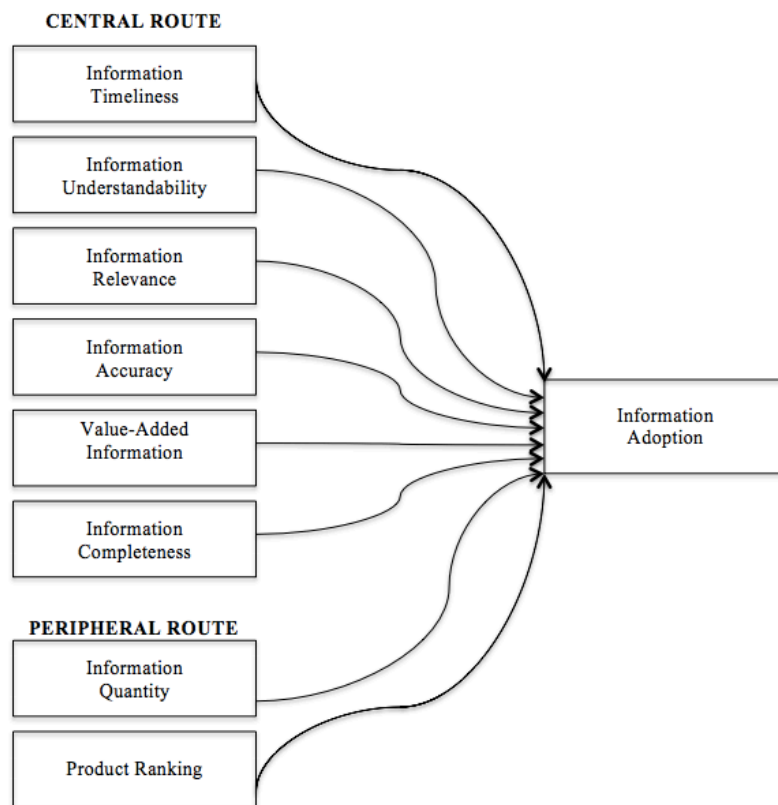 CENTRAL ROUTE
Information
Timeliness
Information
Understandability
Information
Relevance
Information
Accuracy
Value-Added
Information
Information
Completeness
Information
Adoption
PERIPHERAL ROUTE
Information
Quantity
Product Ranking